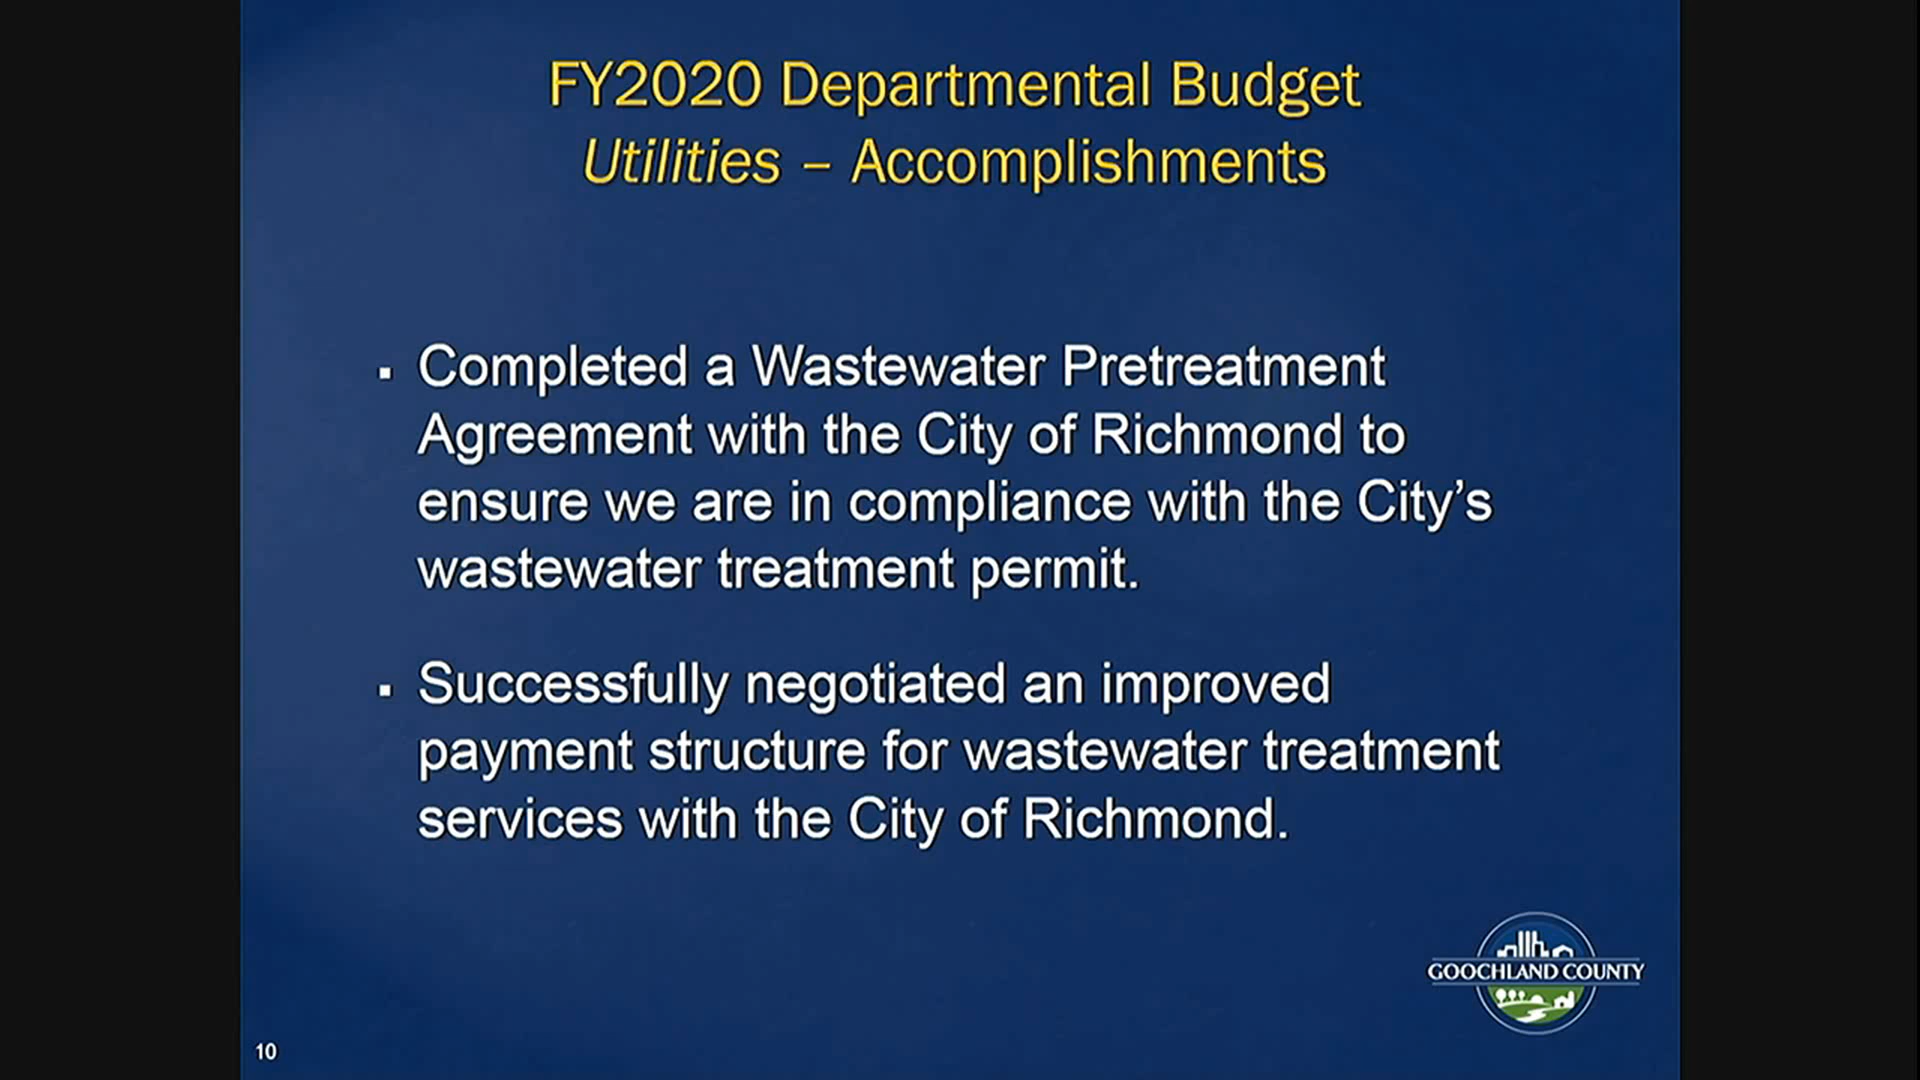 FY2020 Departmental Budget
Utilities – Accomplishments
▪ Completed a Wastewater Pretreatment
Agreement with the City of Richmond to
ensure we are in compliance with the City’s
wastewater treatment permit.
▪ Successfully negotiated an improved
payment structure for wastewater treatment
services with the City of Richmond.
GOOCHLAND COUNTY
10